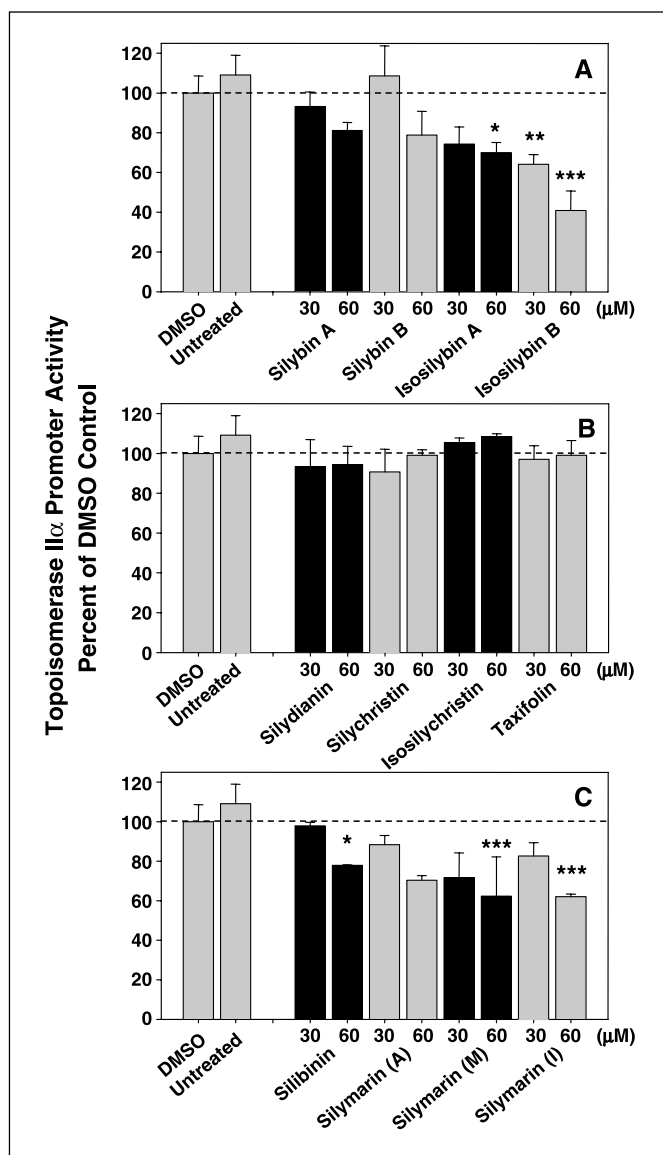 Topoisomerase IIα Promoter Activity
Percent of DMSO Control
A
120
100
80
60
40
20
0
* ** ***
30 60 30 60 30 60 30 60 (μM)
DMSO
Untreated
Silybin A
Silybin B
Isosilybin A
Isosilybin B
B
120
100
80
60
40
20
0
30 60 30 60 30 60 30 60 (μM)
DMSO
Untreated
Silydianin
Silychristin
Isosilychristin
Taxifolin
C
120
100
80
60
40
20
0
* *** ***
30 60 30 60 30 60 30 60 (μM)
DMSO
Untreated
Silibinin
Silymarin (A)
Silymarin (M)
Silymarin (I)